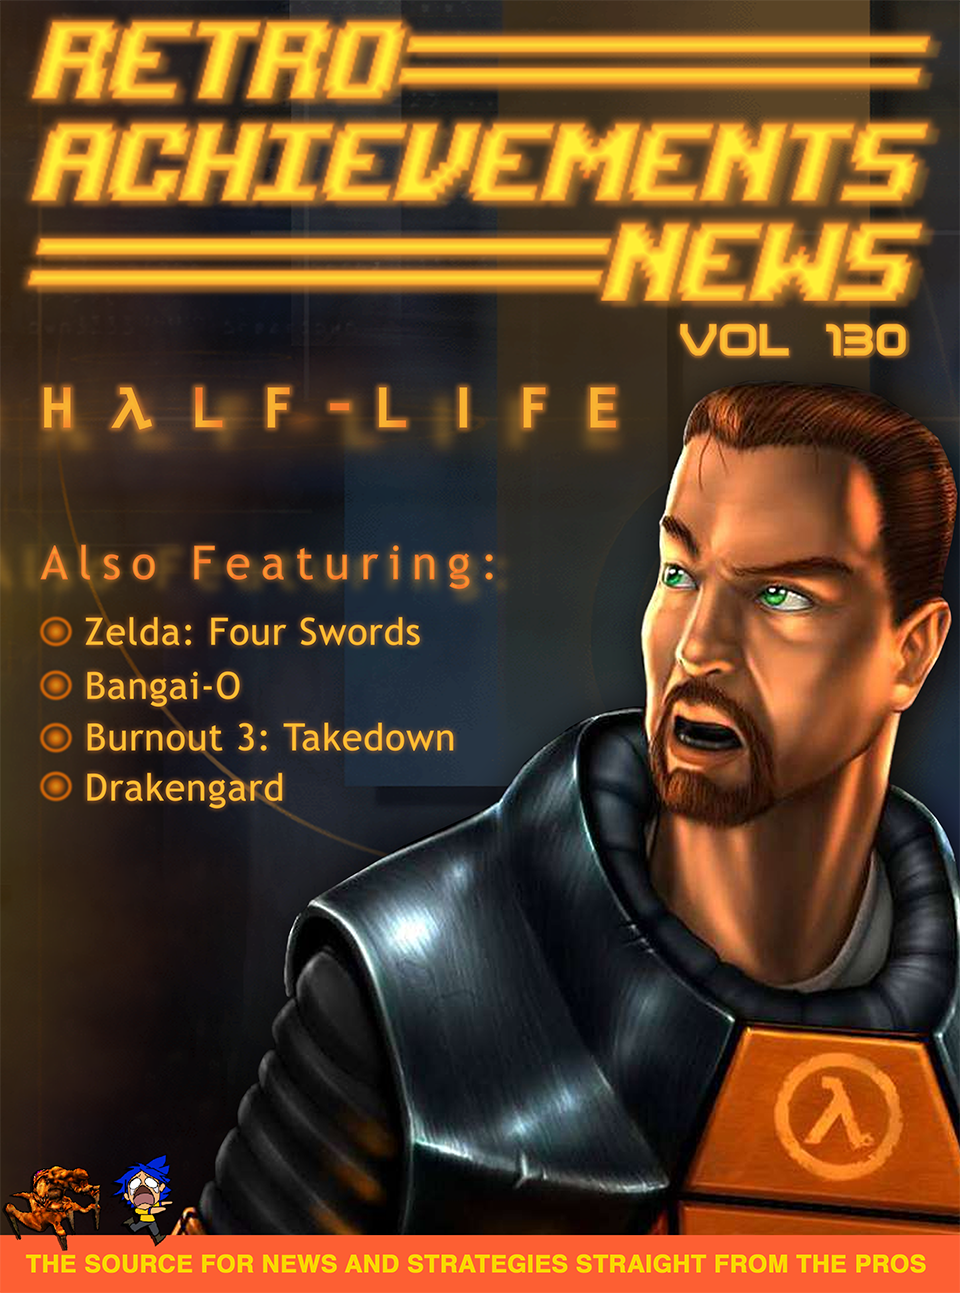 RETRO
ACHIEVEMENTS
NEWS
VOL 130
HλLF-LIFE
Also Featuring:
Zelda: Four Swords
Bangai-O
Burnout 3: Takedown
Drakengard
λ
THE SOURCE FOR NEWS AND STRATEGIES STRAIGHT FROM THE PROS